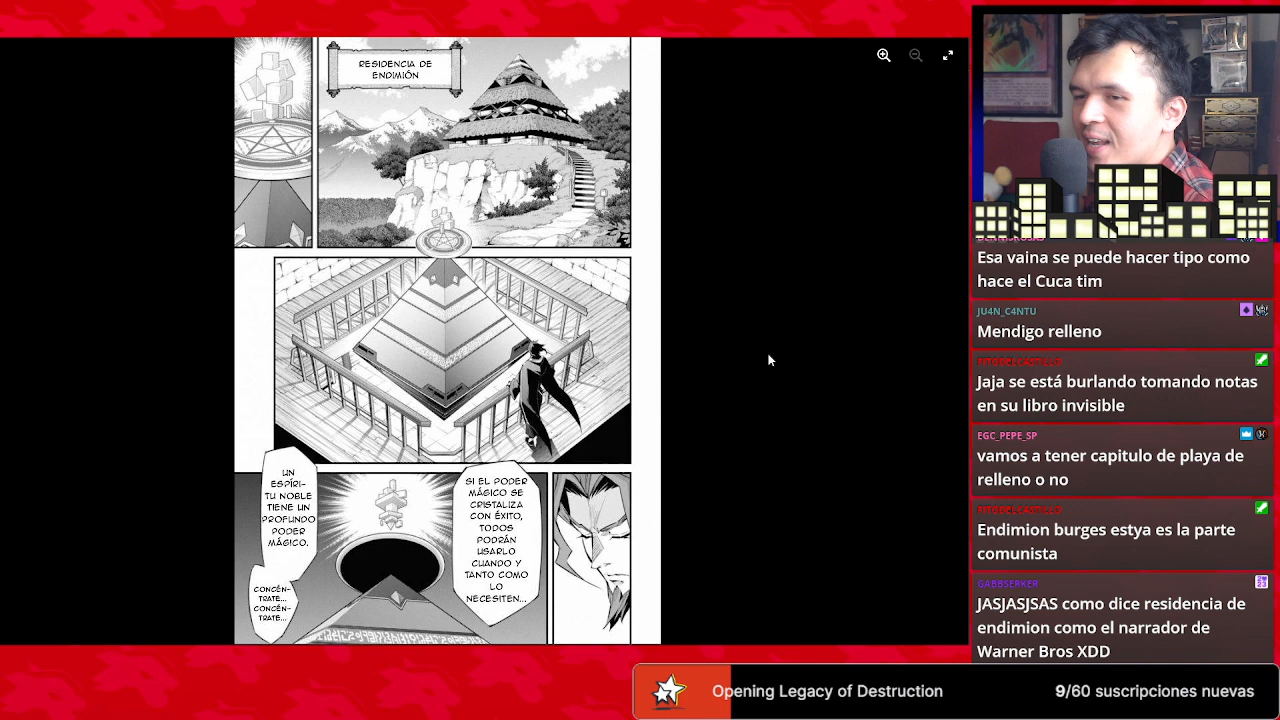 RESIDENCIA DE
ENDIMIÓN
SI EL PODER
MÁGICO SE
CRISTALIZA
CON ÉXITO,
TODOS
PODRÁN
USARLO
CUANDO Y
TANTO COMO
LO
NECESITEN...
UN
ESPÍRI-
TU NOBLE
TIENE UN
PROFUNDO
PODER
MÁGICO.
CONCÉN-
TRATE...
CONCÉN-
TRATE...
Esa vaina se puede hacer tipo como
hace el Cuca tim
JU4N_C4NTU
Mendigo relleno
TITODELCASTILLO
Jaja se está burlando tomando notas
en su libro invisible
EGC_PEPE_SP
vamos a tener capitulo de playa de
relleno o no
TITODELCASTILLO
Endimion burges estya es la parte
comunista
GABBSERKER
JASJASJSAS como dice residencia de
endimion como el narrador de
Warner Bros XDD
Opening Legacy of Destruction
9/60 suscripciones nuevas